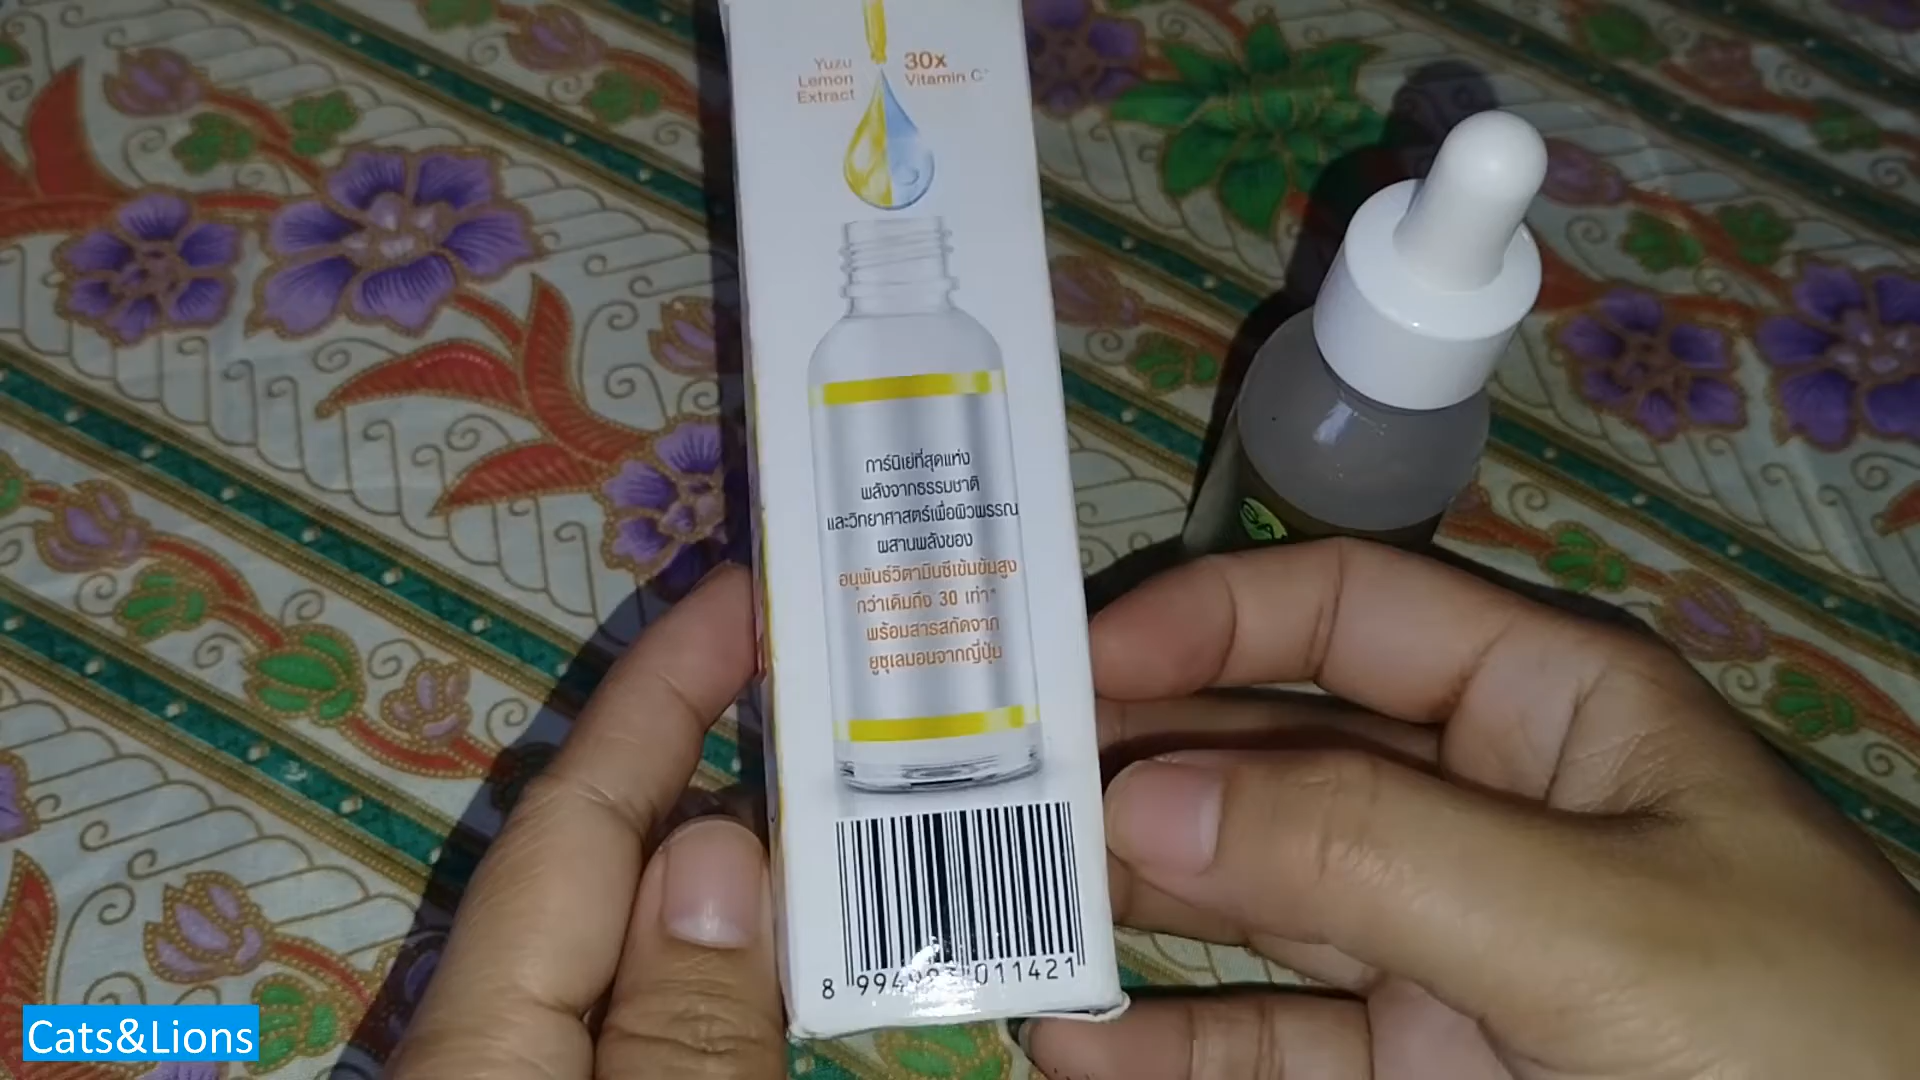 Yuzu
Lemon
Extract
30x
Vitamin C*
การ์นิเย่ที่สุดแห่ง
พลังจากธรรมชาติ
และวิทยาศาสตร์เพื่อผิวพรรณ
ผสานพลังของ
อนุพันธ์วิตามินซีเข้มข้นสูง
กว่าเดิมถึง 30 เท่า*
พร้อมสารสกัดจาก
ยูซุเลมอนจากญี่ปุ่น
8 994993 011421
Cats&Lions